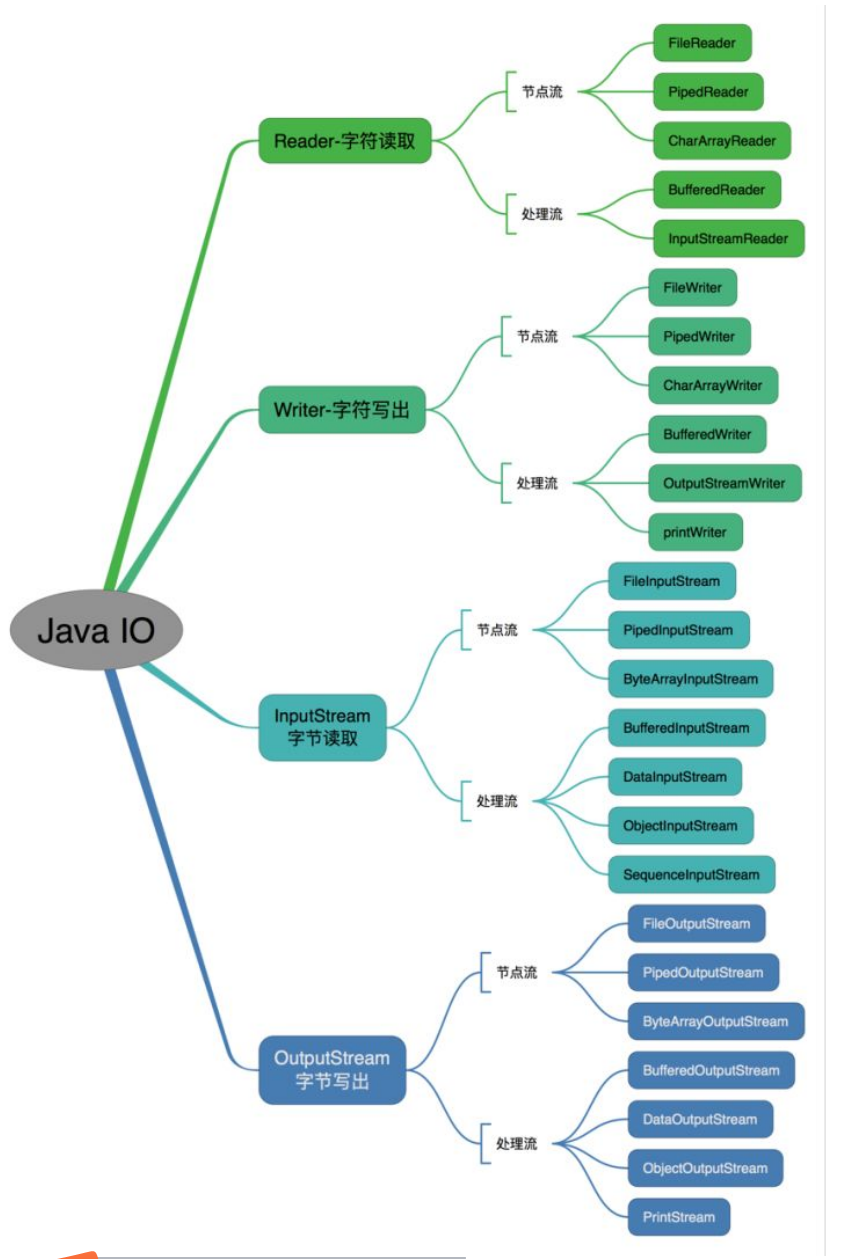 FileReader
节点流
PipedReader
CharArrayReader
Reader-字符读取
BufferedReader
处理流
InputStreamReader
FileWriter
节点流
PipedWriter
CharArrayWriter
Writer-字符写出
BufferedWriter
处理流
OutputStreamWriter
printWriter
Java IO
FileInputStream
节点流
PipedInputStream
ByteArrayInputStream
InputStream
字节读取
BufferedInputStream
DataInputStream
处理流
ObjectInputStream
SequenceInputStream
FileOutputStream
节点流
PipedOutputStream
ByteArrayOutputStream
OutputStream
字节写出
BufferedOutputStream
DataOutputStream
处理流
ObjectOutputStream
PrintStream